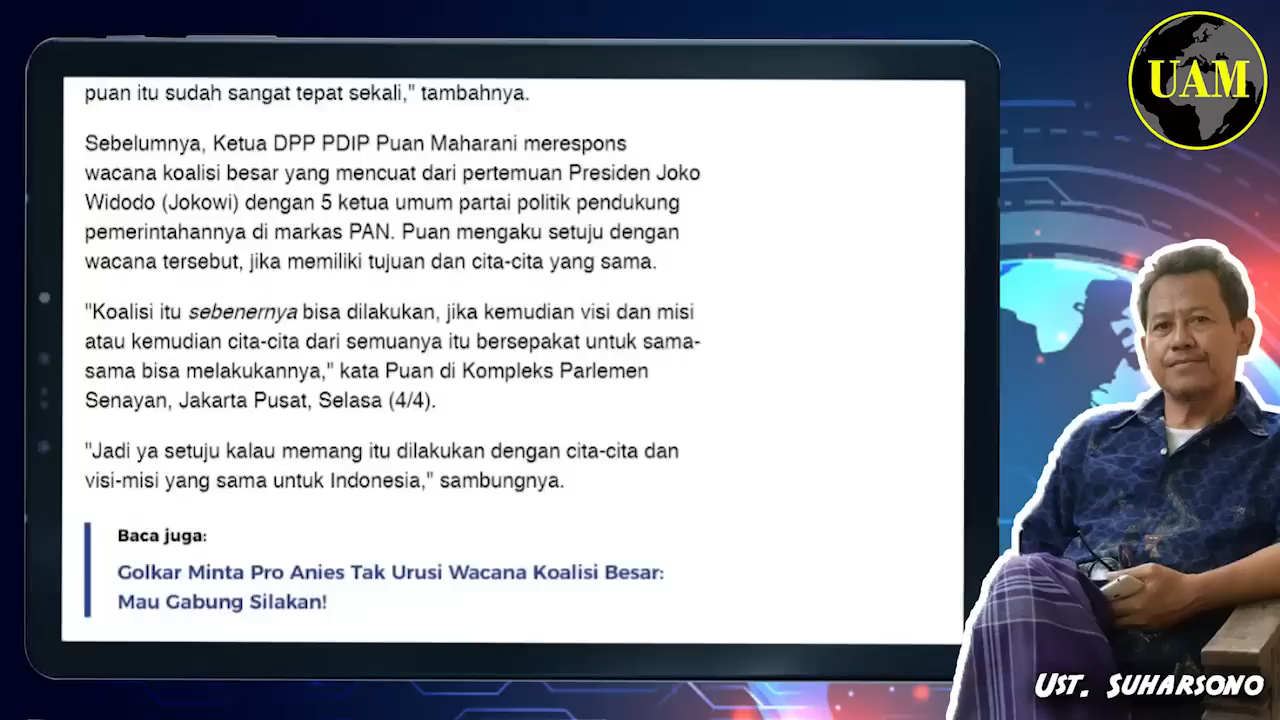 puan itu sudah sangat tepat sekali," tambahnya.
Sebelumnya, Ketua DPP PDIP Puan Maharani merespons
wacana koalisi besar yang mencuat dari pertemuan Presiden Joko
Widodo (Jokowi) dengan 5 ketua umum partai politik pendukung
pemerintahannya di markas PAN. Puan mengaku setuju dengan
wacana tersebut, jika memiliki tujuan dan cita-cita yang sama.
"Koalisi itu sebenernya bisa dilakukan, jika kemudian visi dan misi
atau kemudian cita-cita dari semuanya itu bersepakat untuk sama-
sama bisa melakukannya," kata Puan di Kompleks Parlemen
Senayan, Jakarta Pusat, Selasa (4/4).
"Jadi ya setuju kalau memang itu dilakukan dengan cita-cita dan
visi-misi yang sama untuk Indonesia," sambungnya.
Baca juga:
Golkar Minta Pro Anies Tak Urusi Wacana Koalisi Besar:
Mau Gabung Silakan!
UAM
UST. SUHARSONO